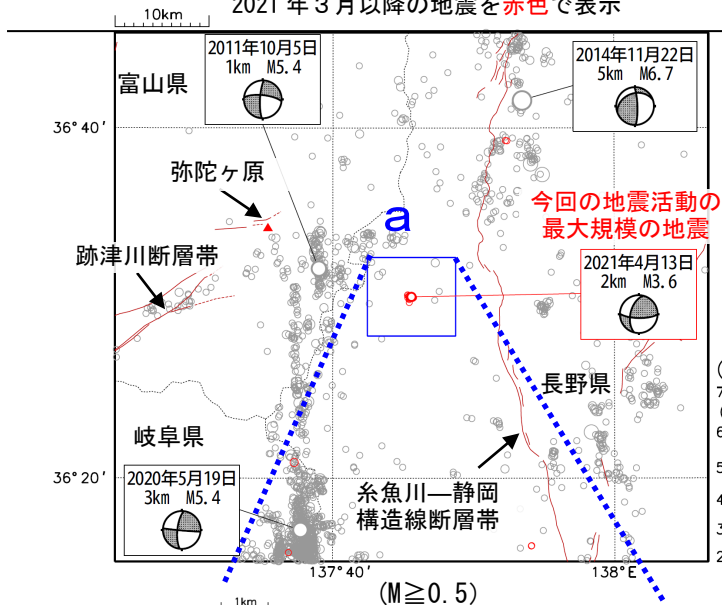 2021 年３月以降の地震を赤色で表示
10km
2011年10月5日
1km M5.4
2014年11月22日
5km M6.7
富山県
36°40′
弥陀ヶ原
a
今回の地震活動の
最大規模の地震
跡津川断層帯
2021年4月13日
2km M3.6
長野県
岐阜県
36°20′
2020年5月19日
3km M5.4
糸魚川―静岡
構造線断層帯
7
6
5
4
3
2
137°40′
138°E
(M≧0.5)
1km